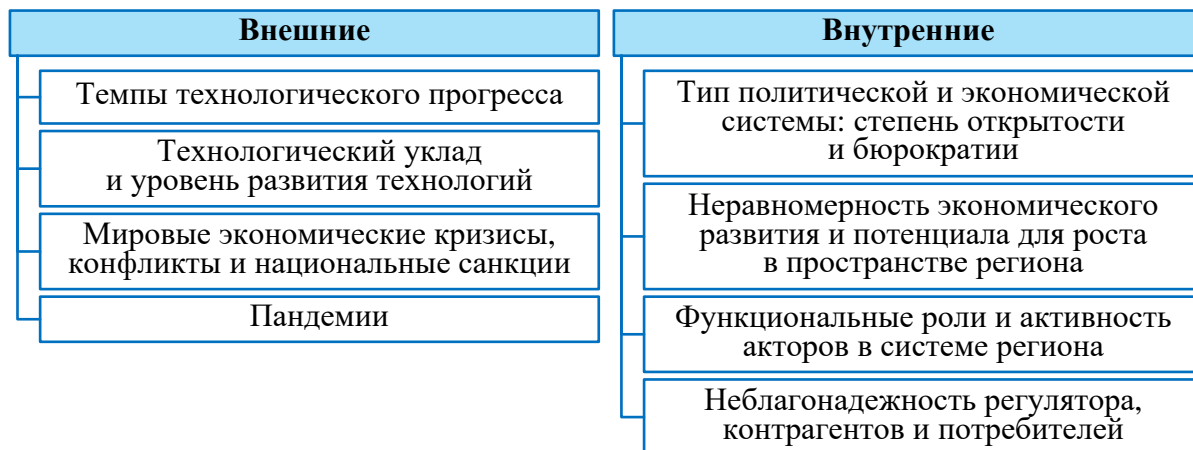 Внешние
Темпы технологического прогресса
Технологический уклад
и уровень развития технологий
Мировые экономические кризисы,
конфликты и национальные санкции
Пандемии
Внутренние
Тип политической и экономической
системы: степень открытости
и бюрократии
Неравномерность экономического
развития и потенциала для роста
в пространстве региона
Функциональные роли и активность
акторов в системе региона
Неблагонадежность регулятора,
контрагентов и потребителей